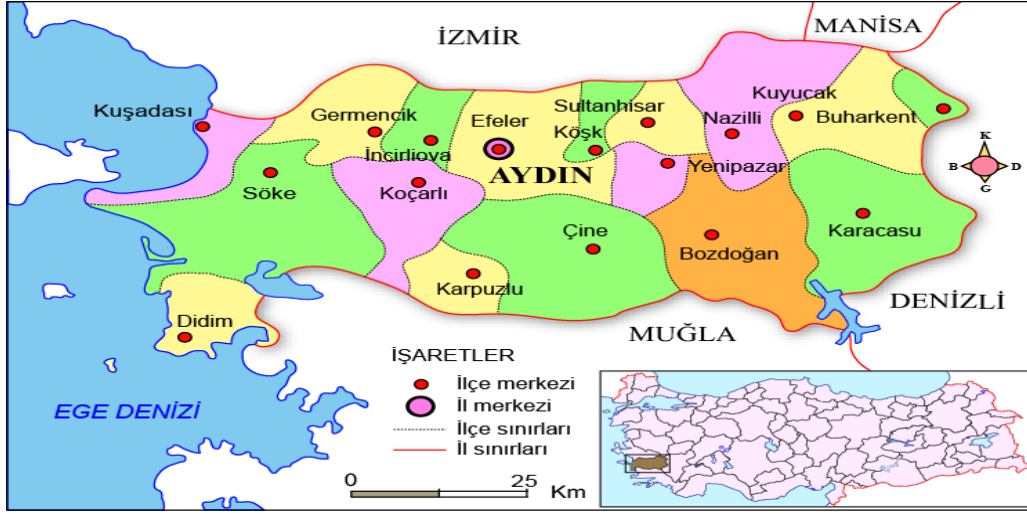 İZMİR
MANİSA
Kuşadası
Germencik
İncirliova
Efeler
AYDIN
Sultanhisar
Köşk
Nazilli
Kuyucak
Buharkent
Yenipazar
Söke
Koçarlı
Çine
Bozdoğan
Karacasu
Karpuzlu
Didim
K
B
D
G
DENİZLİ
MUĞLA
EGE DENİZİ
İŞARETLER
İlçe merkezi
İl merkezi
İlçe sınırları
İl sınırları
0 25
Km